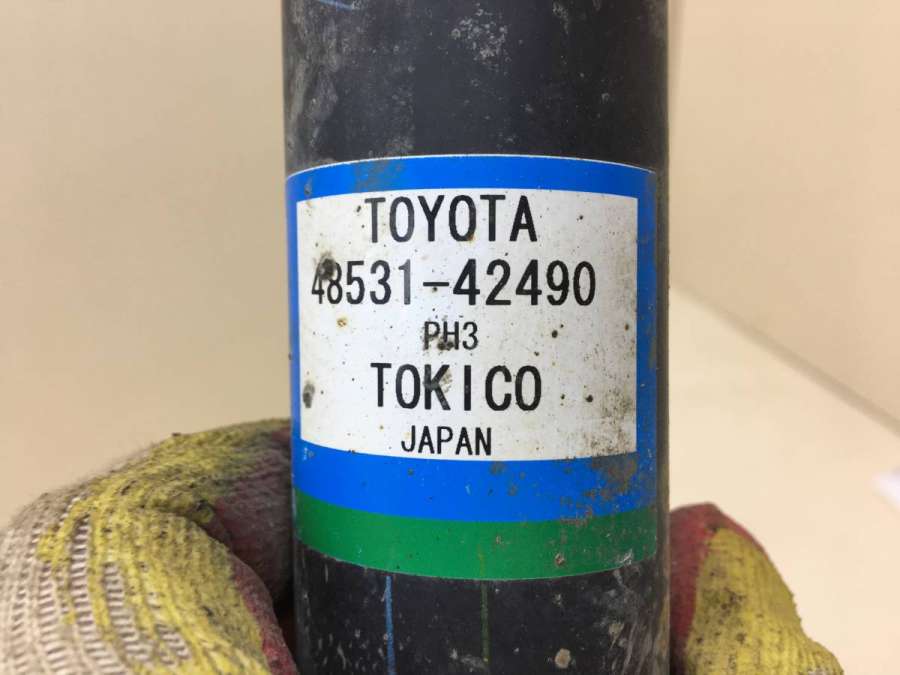 TOYOTA
48531-42490
PH3
TOKICO
JAPAN